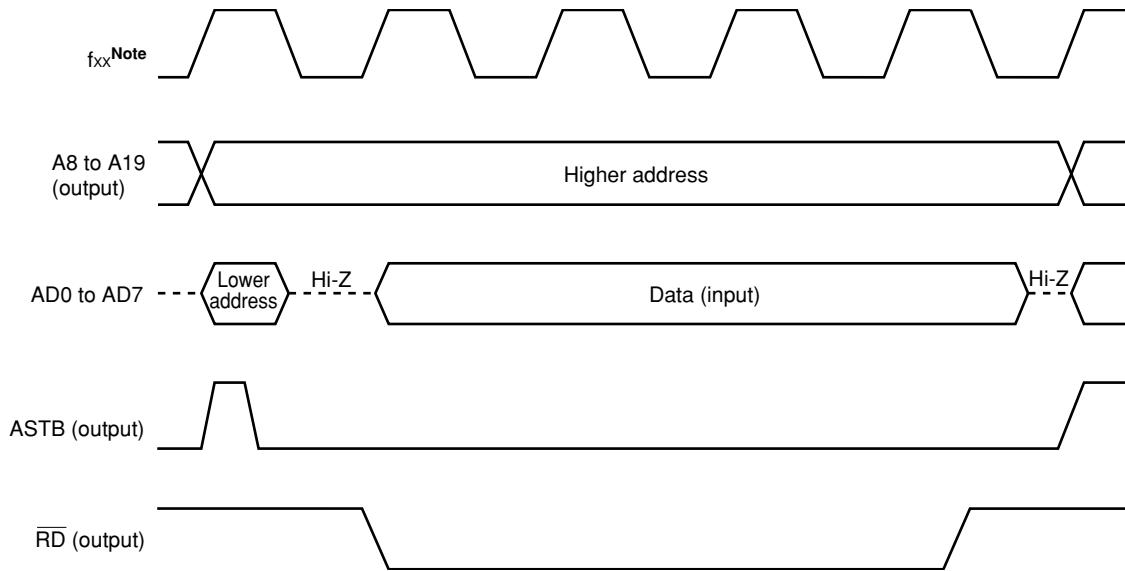 fxxNote
A8 to A19
(output)
Higher address
AD0 to AD7
Lower
address
Hi-Z
Data (input)
Hi-Z
ASTB (output)
RD (output)